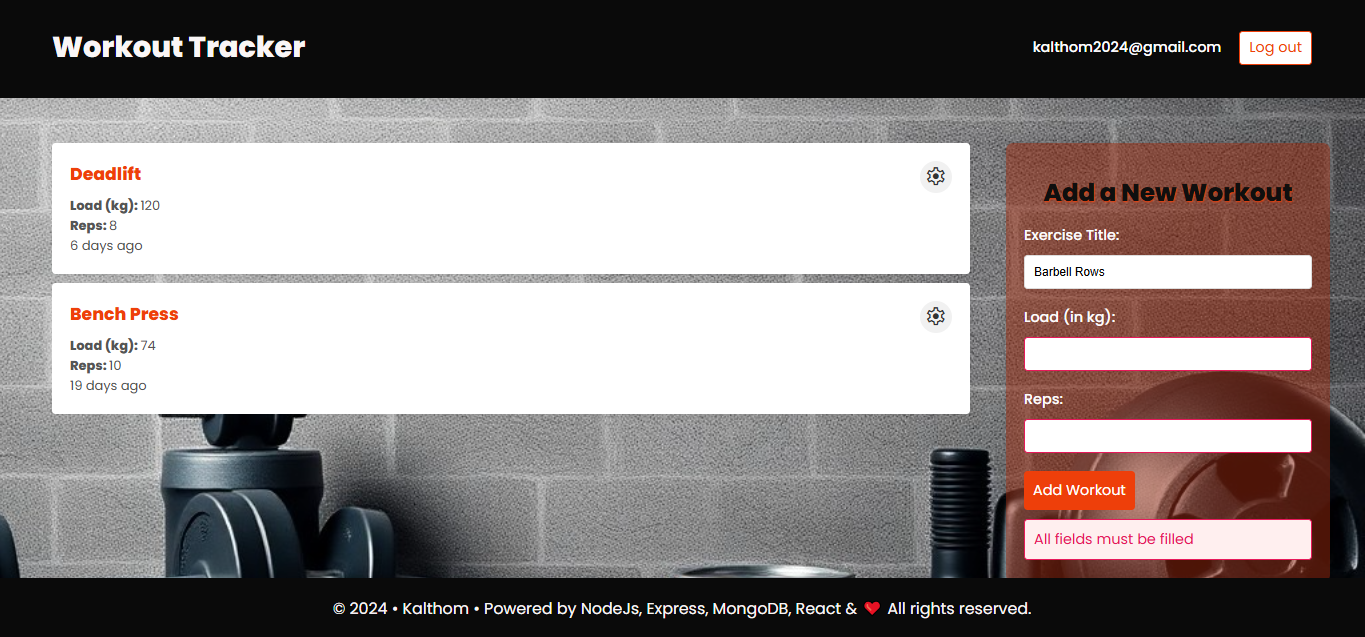 Workout Tracker
kalthom2024@gmail.com
Log out
Deadlift
Load (kg): 120
Reps: 8
6 days ago
Bench Press
Load (kg): 74
Reps: 10
19 days ago
Add a New Workout
Exercise Title:
Barbell Rows
Load (in kg):
Reps:
Add Workout
All fields must be filled
© 2024 • Kalthom • Powered by NodeJs, Express, MongoDB, React & ❤ All rights reserved.